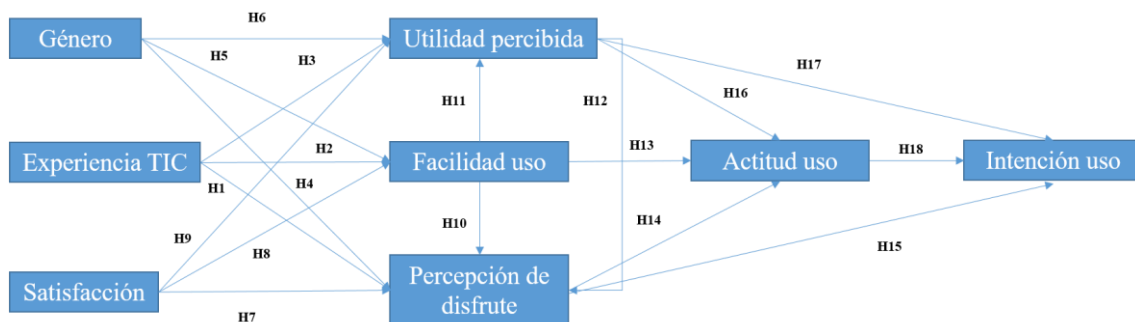 H6
Género
Utilidad percibida
H5
H3
H17
H16
H11
H12
Experiencia TIC
H2
Facilidad uso
H13
Actitud uso
H18
Intención uso
H1
H4
H10
H14
H9
H8
H15
Satisfacción
Percepción de
disfrute
H7